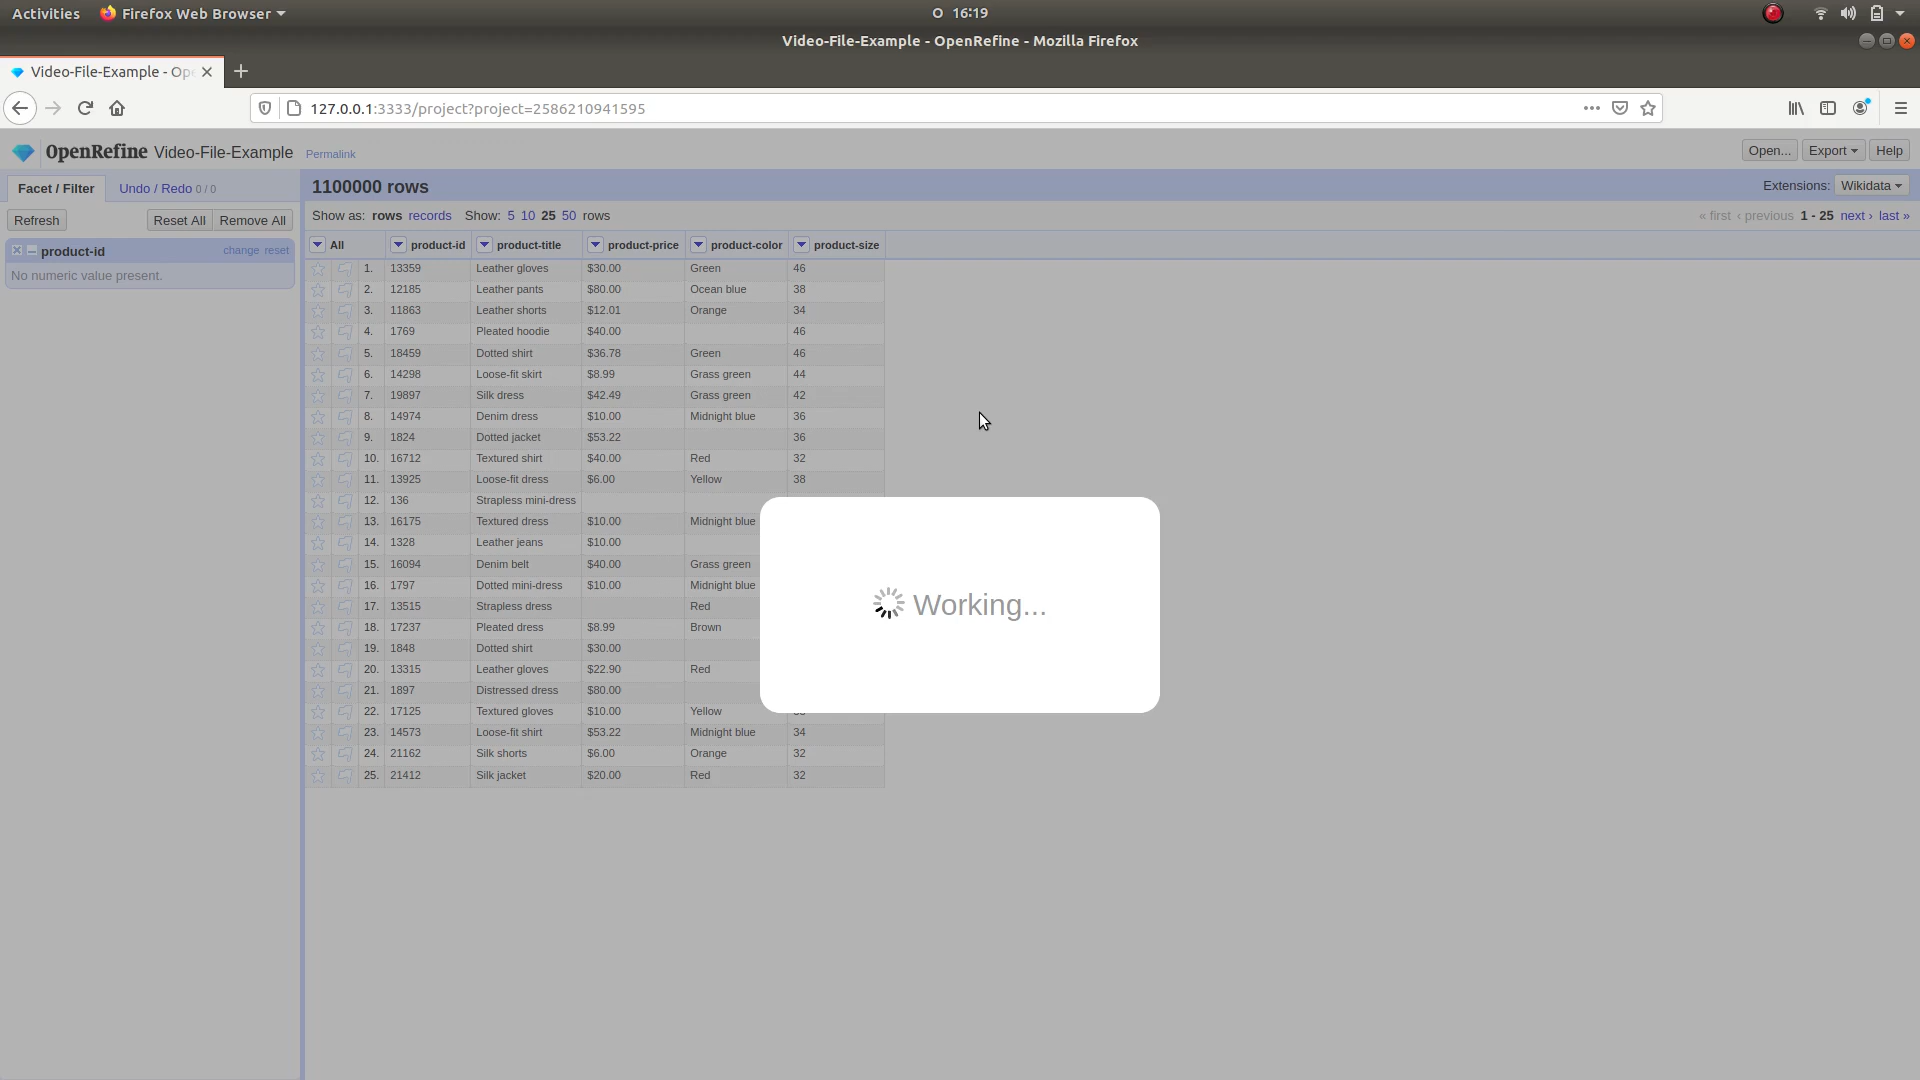 Activities Firefox Web Browser 16:19
Video-File-Example - OpenRefine - Mozilla Firefox
Video-File-Example - Ope
127.0.0.1:3333/project?project=2586210941595
OpenRefine Video-File-Example Permalink Open... Export Help
Facet / Filter Undo / Redo 0 / 0 1100000 rows Extensions: Wikidata
Refresh Reset All Remove All Show as: rows records Show: 5 10 25 50 rows « first ‹ previous 1 - 25 next › last »
product-id change reset
No numeric value present.
All product-id product-title product-price product-color product-size
1. 13359 Leather gloves $30.00 Green 46
2. 12185 Leather pants $80.00 Ocean blue 38
3. 11863 Leather shorts $12.01 Orange 34
4. 1769 Pleated hoodie $40.00 46
5. 18459 Dotted shirt $36.78 Green 46
6. 14298 Loose-fit skirt $8.99 Grass green 44
7. 19897 Silk dress $42.49 Grass green 42
8. 14974 Denim dress $10.00 Midnight blue 36
9. 1824 Dotted jacket $53.22 36
10. 16712 Textured shirt $40.00 Red 32
11. 13925 Loose-fit dress $6.00 Yellow 38
12. 136 Strapless mini-dress
13. 16175 Textured dress $10.00 Midnight blue
14. 1328 Leather jeans $10.00
15. 16094 Denim belt $40.00 Grass green
16. 1797 Dotted mini-dress $10.00 Midnight blue
17. 13515 Strapless dress Red
18. 17237 Pleated dress $8.99 Brown
19. 1848 Dotted shirt $30.00
20. 13315 Leather gloves $22.90 Red
21. 1897 Distressed dress $80.00
22. 17125 Textured gloves $10.00 Yellow
23. 14573 Loose-fit shirt $53.22 Midnight blue 34
24. 21162 Silk shorts $6.00 Orange 32
25. 21412 Silk jacket $20.00 Red 32
Working...